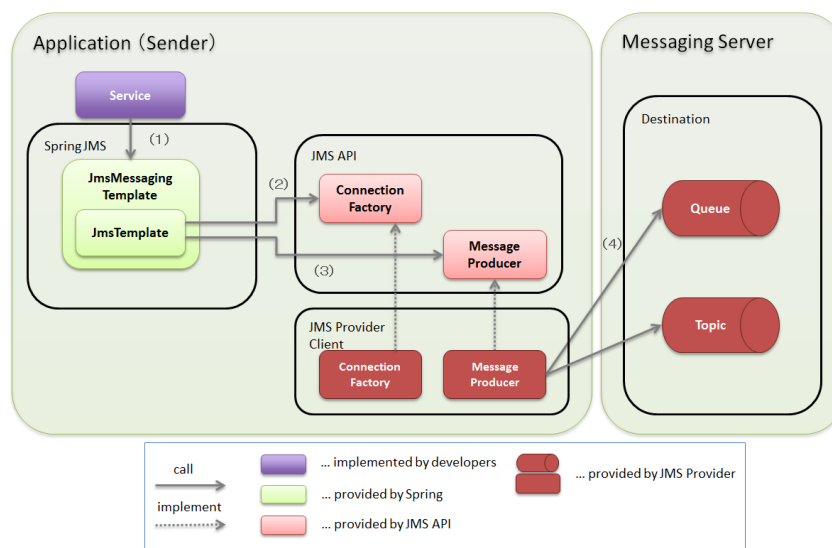 Application (Sender)
Messaging Server
Service
(1)
Spring JMS
JmsMessaging
Template
JmsTemplate
(2)
(3)
JMS API
Connection
Factory
Message
Producer
JMS Provider
Client
Connection
Factory
Message
Producer
Destination
Queue
(4)
Topic
call
implement
... implemented by developers
... provided by Spring
... provided by JMS API
... provided by JMS Provider